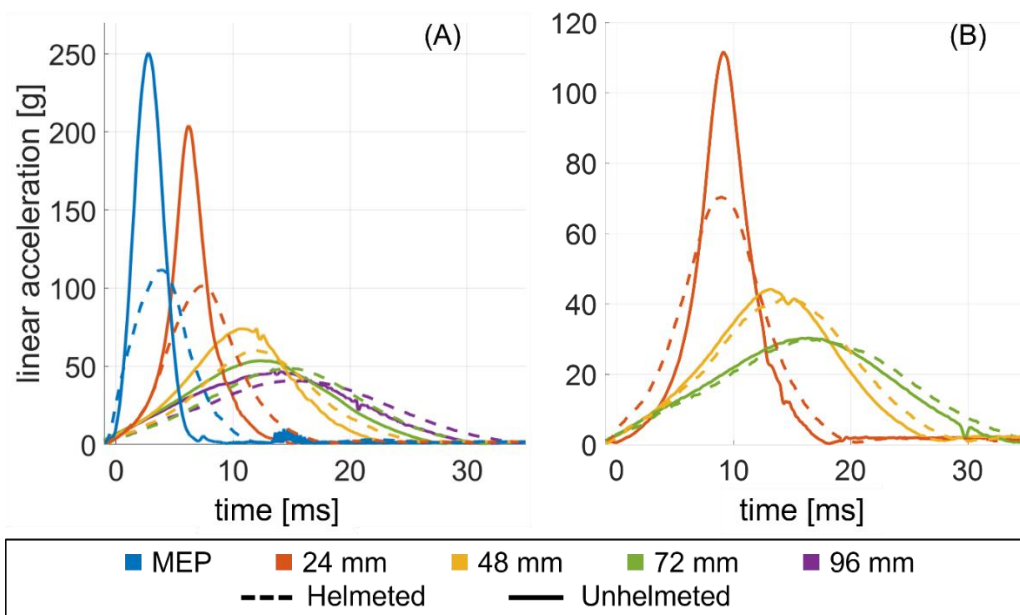 (A)
(B)
linear acceleration [g]
250
200
150
100
50
0
120
100
80
60
40
20
0
0 10 20 30
0 10 20 30
time [ms]
time [ms]
MEP 24 mm 48 mm 72 mm 96 mm
Helmeted Unhelmeted